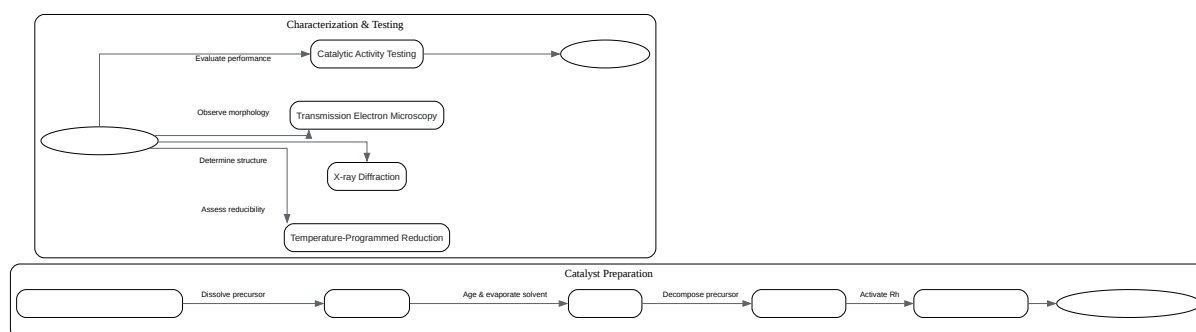 Characterization & Testing
Catalytic Activity Testing
Evaluate performance
Observe morphology
Transmission Electron Microscopy
Determine structure
X-ray Diffraction
Assess reducibility
Temperature-Programmed Reduction
Catalyst Preparation
Dissolve precursor
Age & evaporate solvent
Decompose precursor
Activate Rh